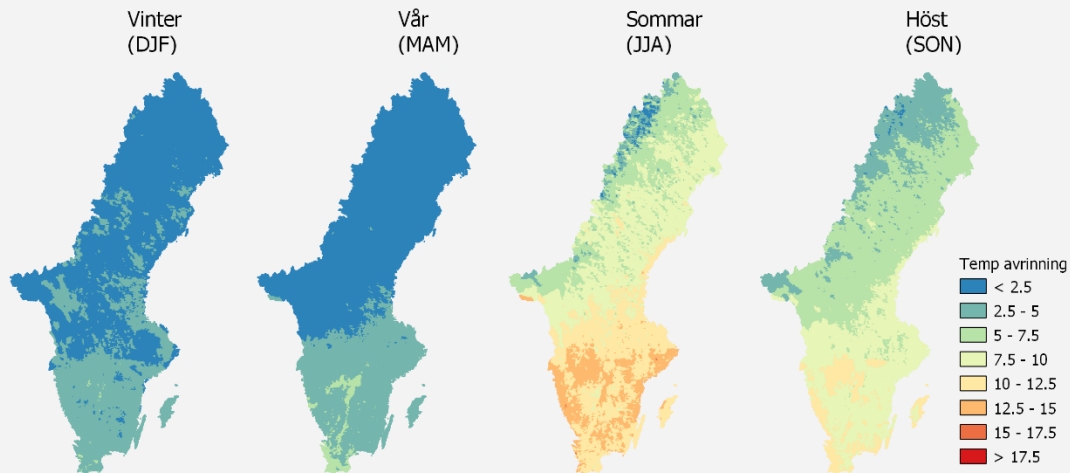 Vinter
(DJF)
Vår
(MAM)
Sommar
(JJA)
Höst
(SON)
Temp avrinning
< 2.5
2.5 - 5
5 - 7.5
7.5 - 10
10 - 12.5
12.5 - 15
15 - 17.5
> 17.5